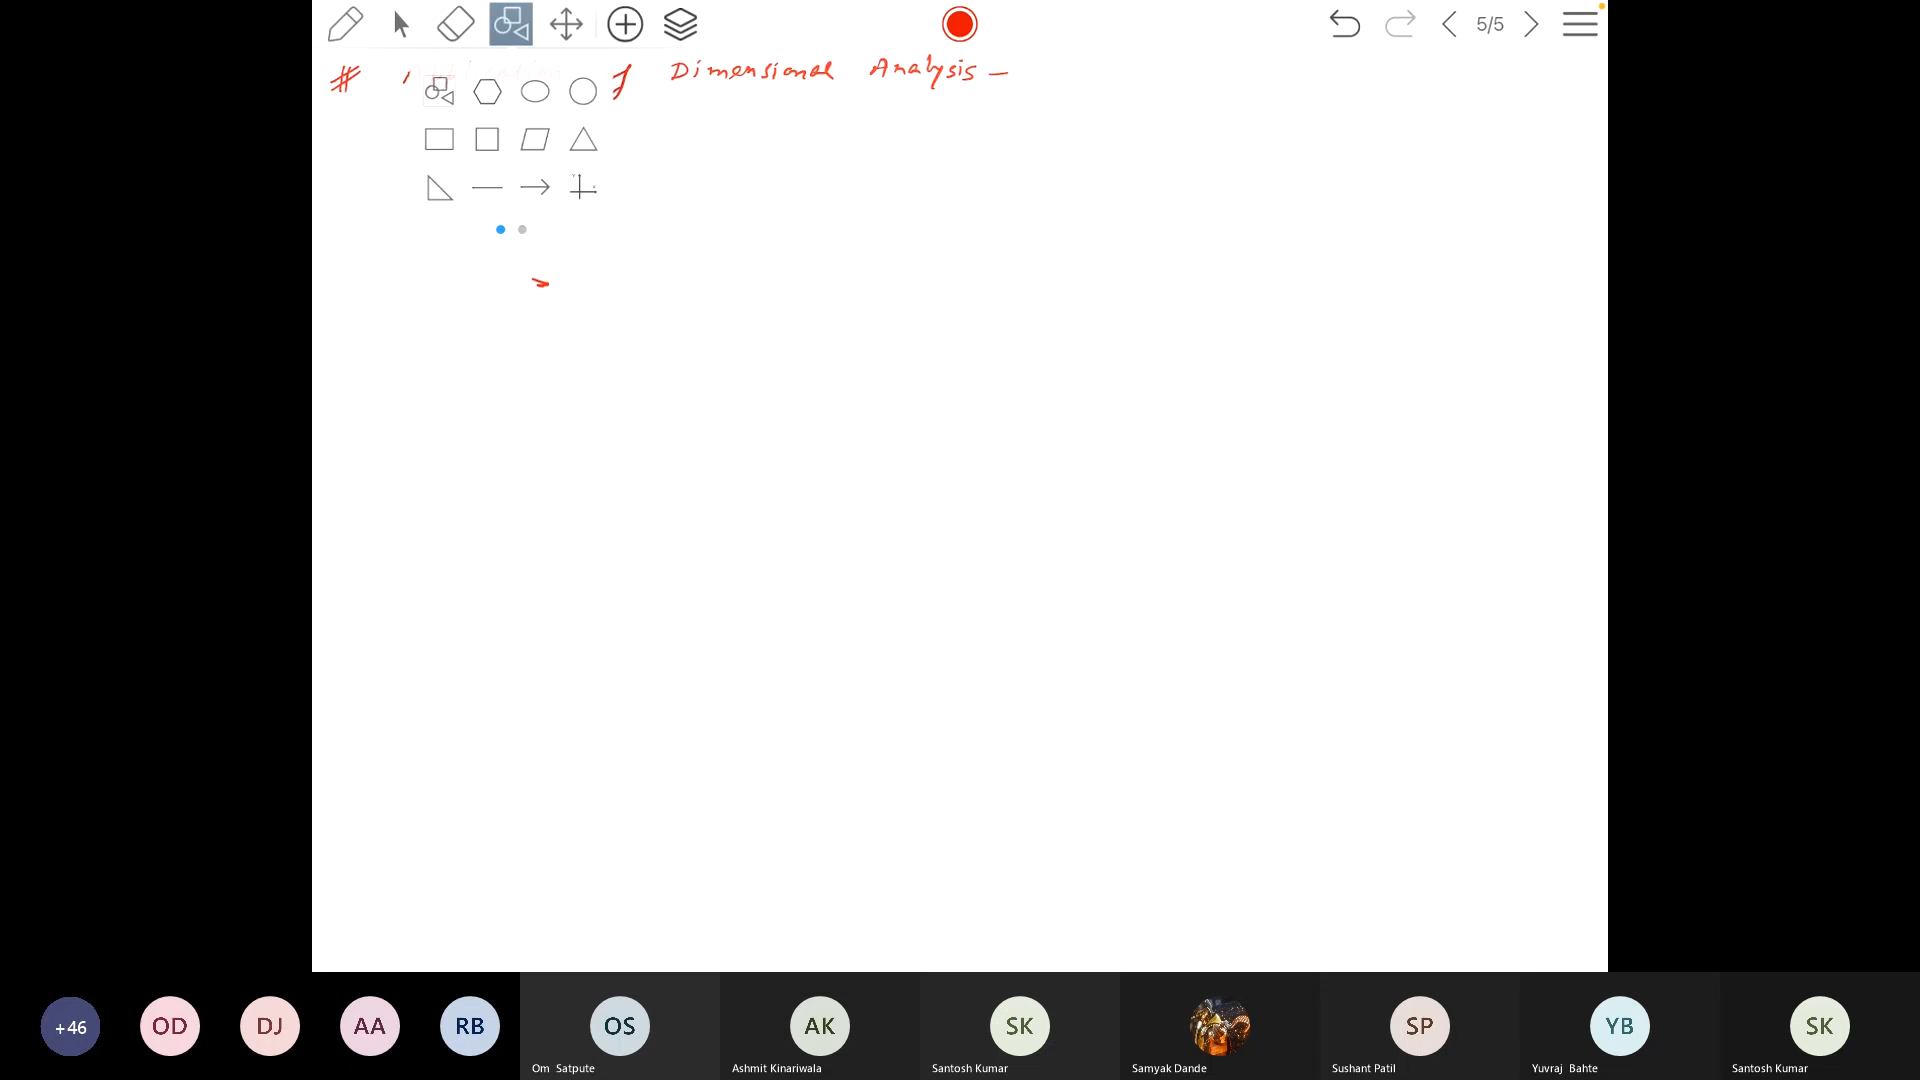 5/5
# Dimensional Analysis –
+46 OD DJ AA RB OS AK SK SP YB SK
Om Satpute Ashmit Kinariwala Santosh Kumar Samyak Dande Sushant Patil Yuvraj Bahte Santosh Kumar